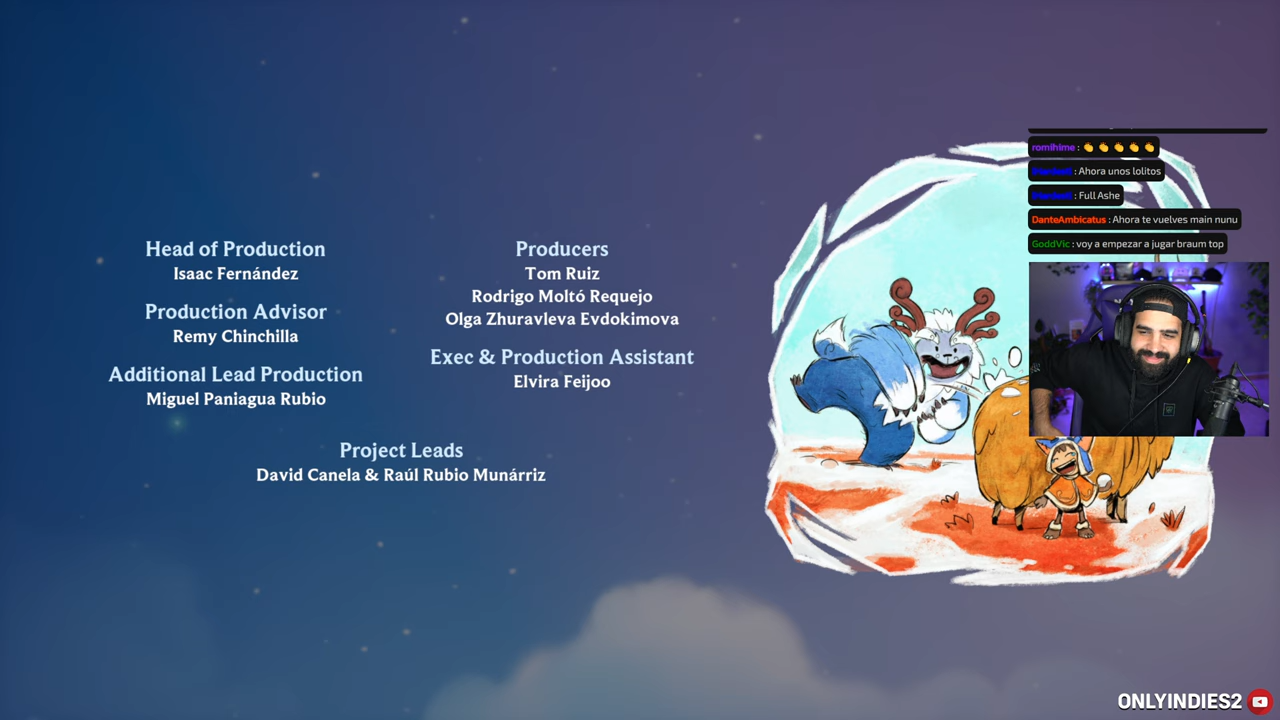 Head of Production
Isaac Fernández
Production Advisor
Remy Chinchilla
Additional Lead Production
Miguel Paniagua Rubio
Producers
Tom Ruiz
Rodrigo Moltó Requejo
Olga Zhuravleva Evdokimova
Exec & Production Assistant
Elvira Feijoo
Project Leads
David Canela & Raúl Rubio Munárriz
romihime : 👏 👏 👏 👏 👏
: Ahora unos lolitos
: Full Ashe
DanteAmbicatus : Ahora te vuelves main nunu
GoddVic : voy a empezar a jugar braum top
ONLYINDIES2